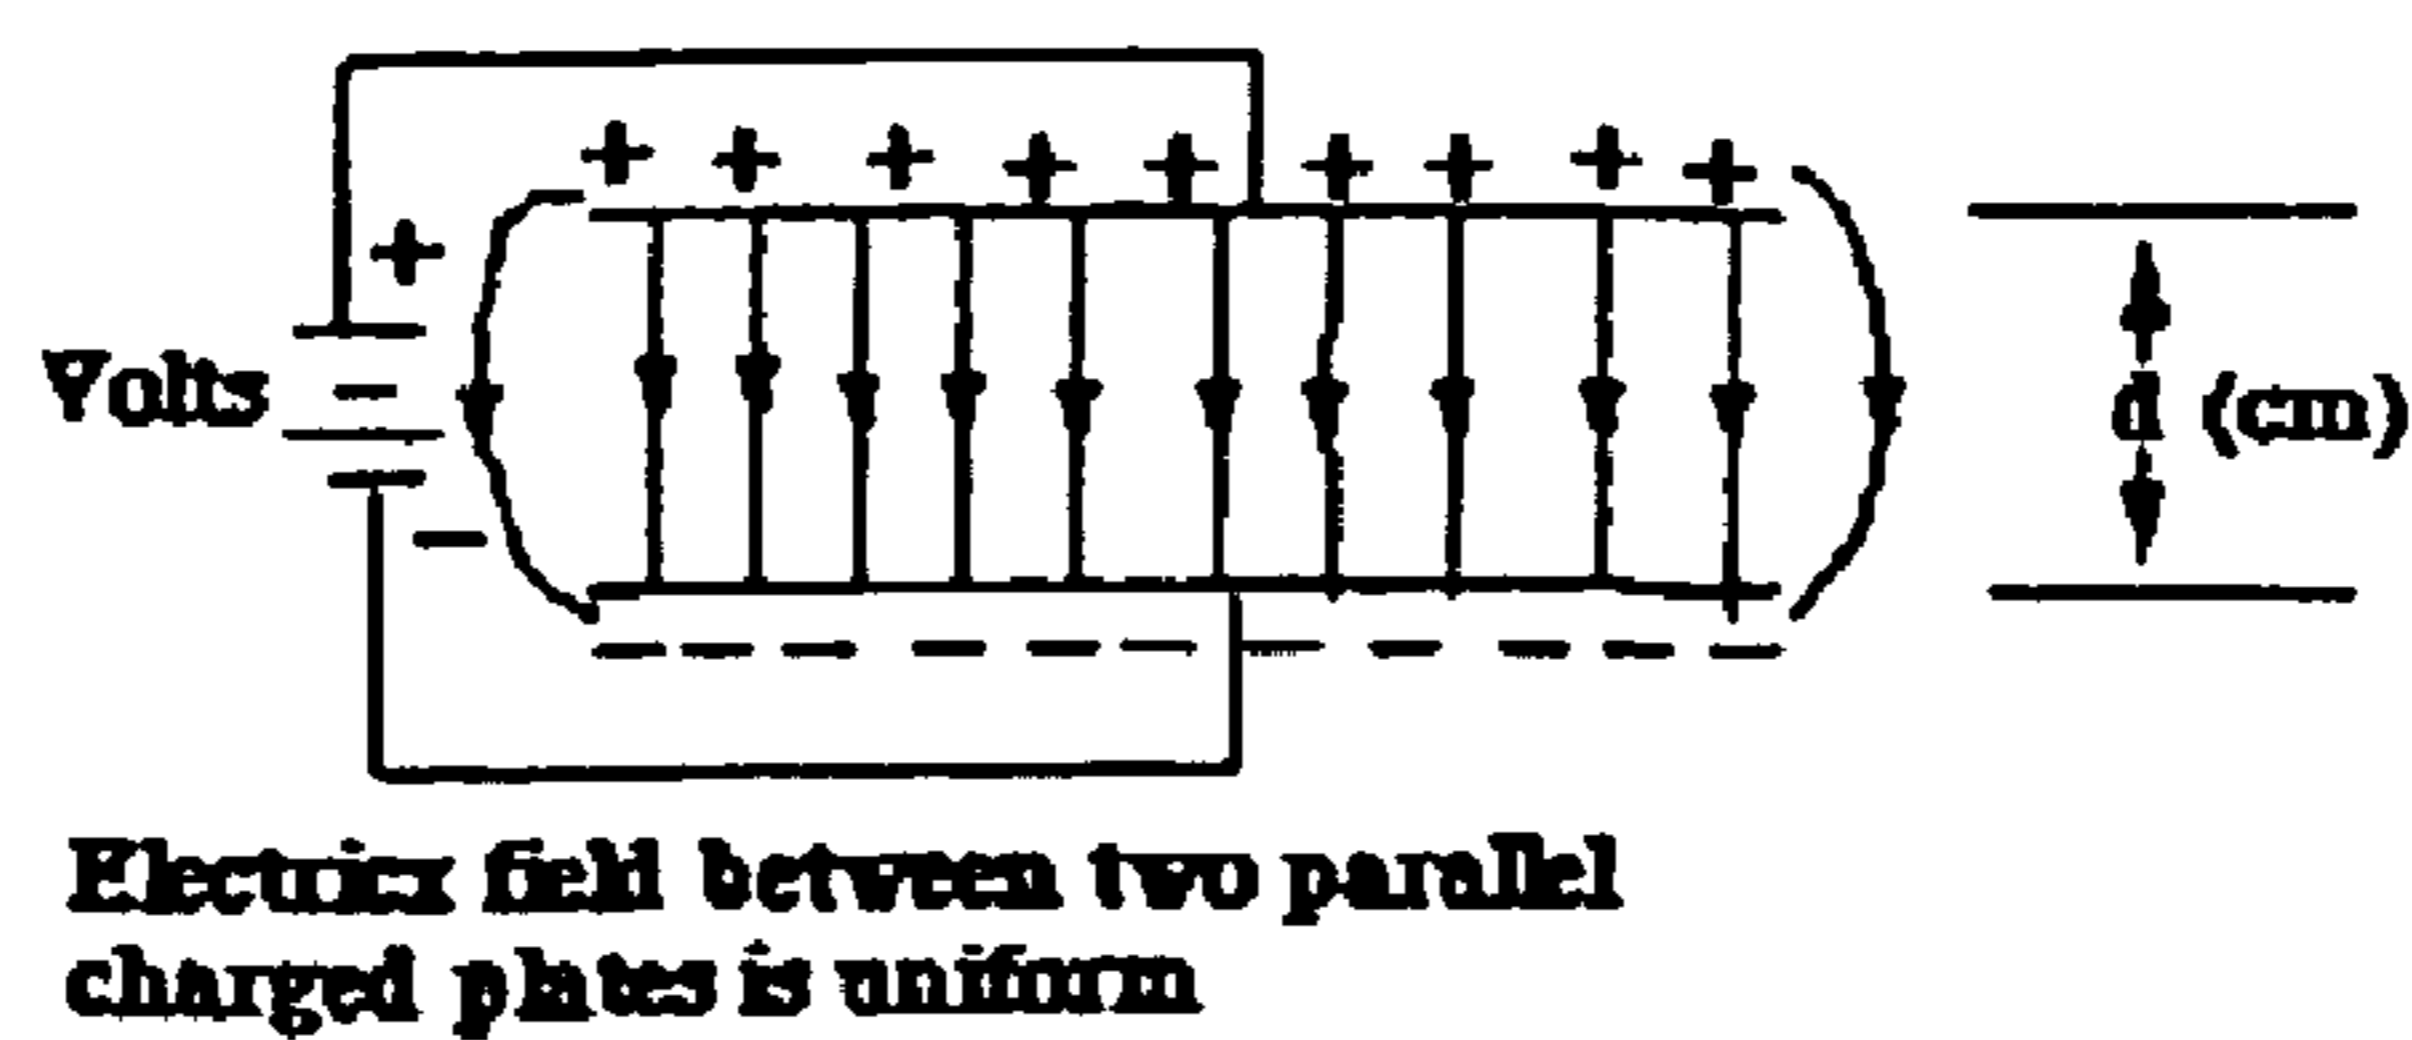 Volts
d (cm)
Electric field between two parallel
charged plates is uniform